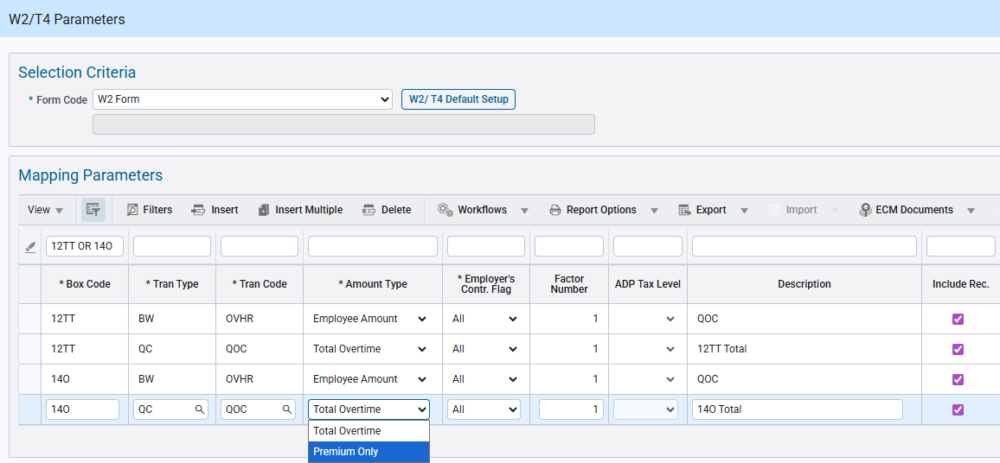 W2/T4 Parameters
Selection Criteria
* Form Code W2 Form W2/ T4 Default Setup
Mapping Parameters
View Filters Insert Insert Multiple Delete Workflows Report Options Export Import ECM Documents
12TT OR 14O
* Box Code * Tran Type * Tran Code * Amount Type * Employer's Contr. Flag Factor Number ADP Tax Level Description Include Rec.
12TT BW OVHR Employee Amount All 1 QOC
12TT QC QOC Total Overtime All 1 12TT Total
14O BW OVHR Employee Amount All 1 QOC
14O QC QOC Total Overtime All 1 14O Total
Total Overtime
Premium Only